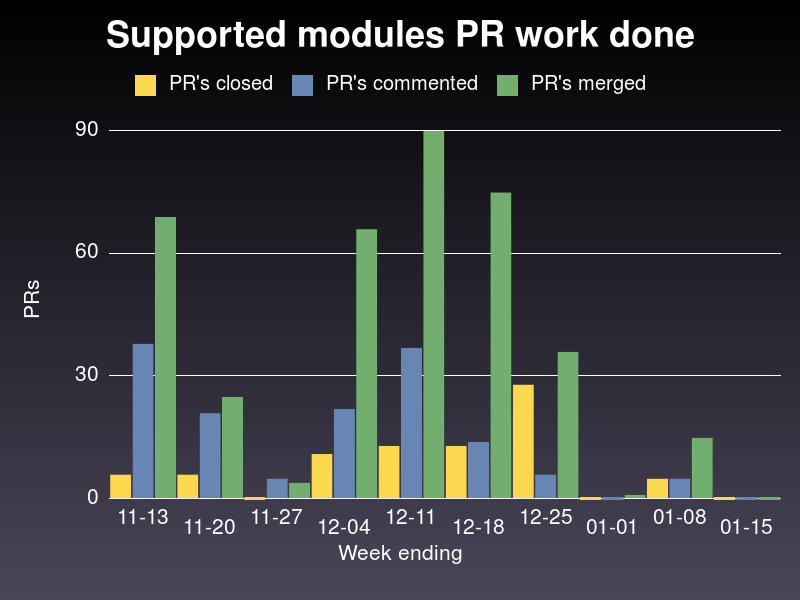 Supported modules PR work done
PR's closed PR's commented PR's merged
90
60
30
0
PRs
11-13 11-20 11-27 12-04 12-11 12-18 12-25 01-01 01-08 01-15
Week ending